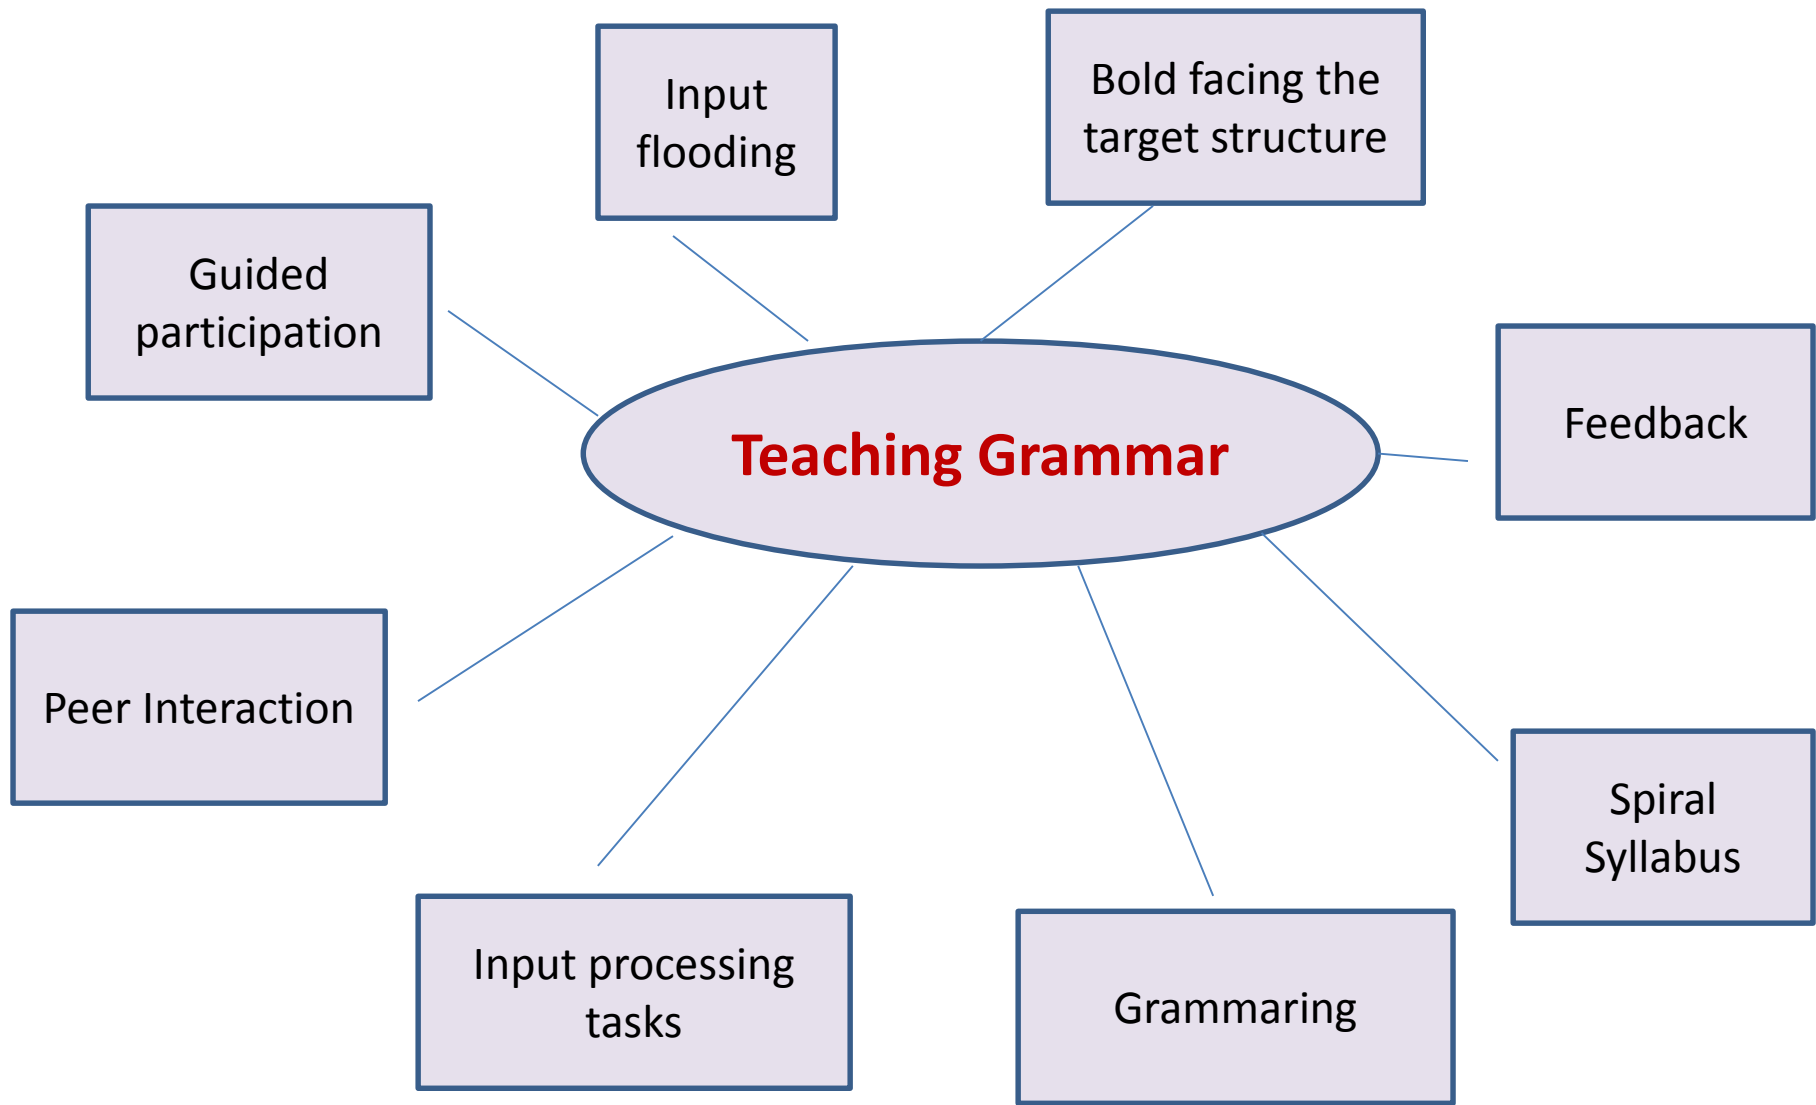 Input
flooding
Bold facing the
target structure
Guided
participation
Feedback
Teaching Grammar
Peer Interaction
Spiral
Syllabus
Input processing
tasks
Grammaring